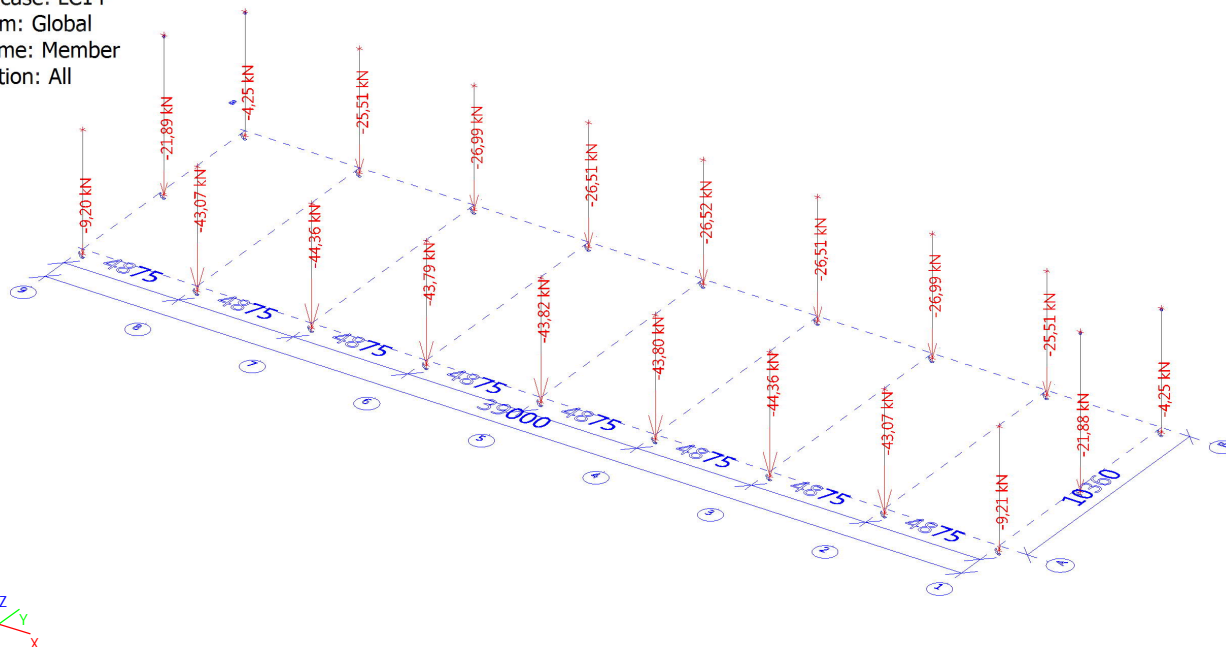 m: Global
me: Member
tion: All
-9,20 kN
-21,89 kN
-4,25 kN
-25,51 kN
-26,99 kN
-26,51 kN
-26,52 kN
-26,51 kN
-26,99 kN
-25,51 kN
-4,25 kN
-43,07 kN
-44,36 kN
-43,79 kN
-43,82 kN
-43,80 kN
-44,36 kN
-43,07 kN
-9,21 kN
-21,88 kN
4875
4875
4875
4875
4875
4875
4875
4875
39000
10360
9
8
7
6
5
4
3
2
1
A
Z
Y
X